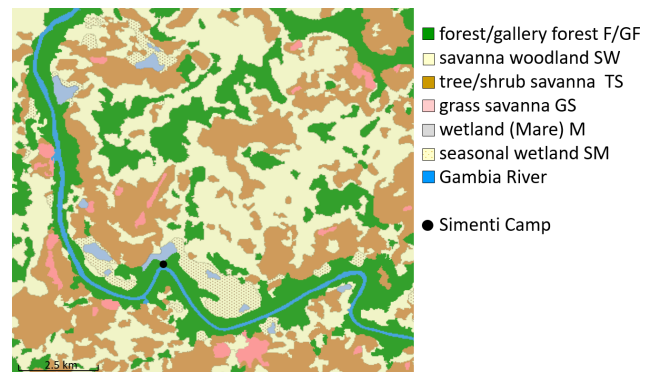 forest/gallery forest F/GF
savanna woodland SW
tree/shrub savanna TS
grass savanna GS
wetland (Mare) M
seasonal wetland SM
Gambia River
Simenti Camp
2.5 km